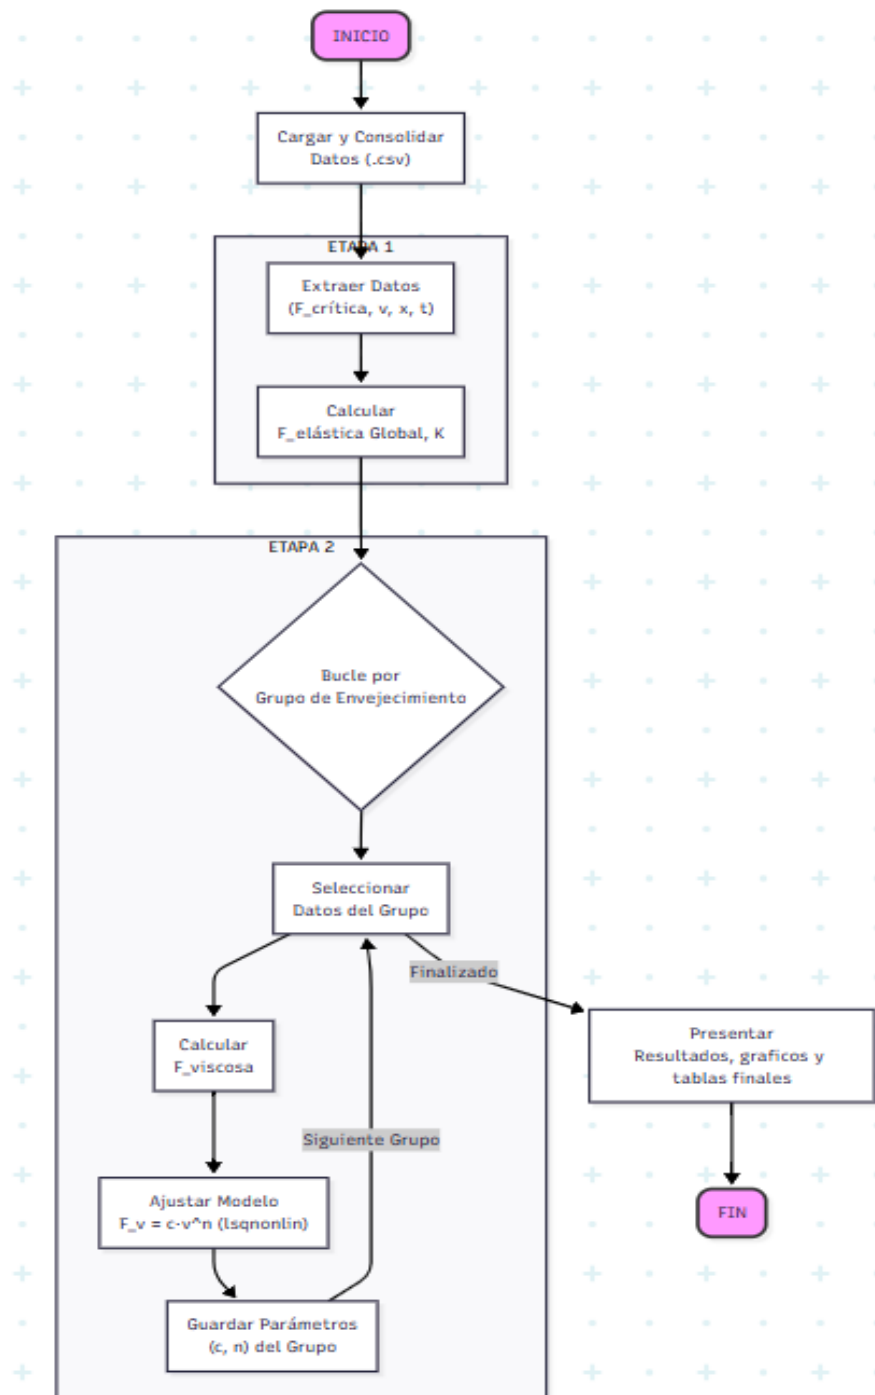 INICIO
Cargar y Consolidar
Datos (.csv)
ETAPA 1
Extraer Datos
(F_crítica, v, x, t)
Calcular
F_elástica Global, K
ETAPA 2
Bucle por
Grupo de Envejecimiento
Seleccionar
Datos del Grupo
Finalizado
Calcular
F_viscosa
Presentar
Resultados, graficos y
tablas finales
Siguiente Grupo
Ajustar Modelo
F_v = c·v^n (lsqnonlin)
FIN
Guardar Parámetros
(c, n) del Grupo